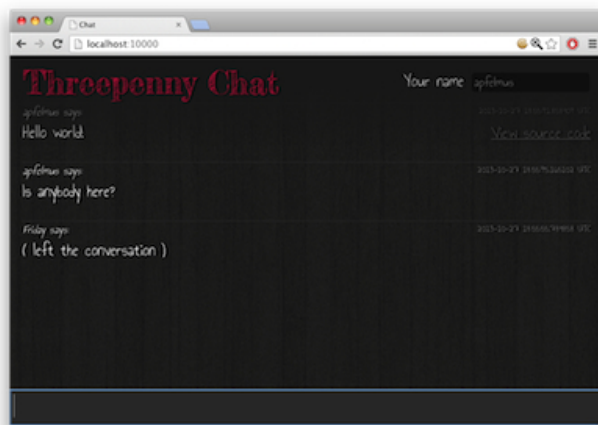 Chat
localhost:10000
Threepenny Chat
Your name apfelmus
apfelmus says:
Hello world!
View source code
apfelmus says:
Is anybody here?
Friday says:
( left the conversation )